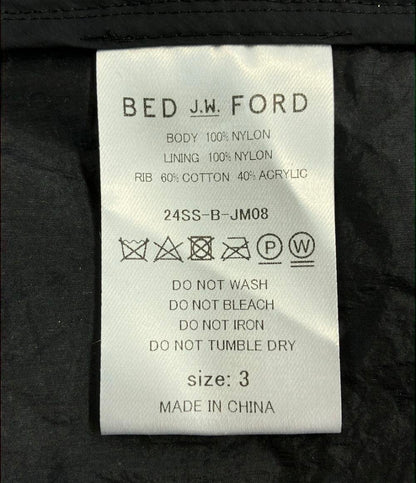 BED J.W. FORD
BODY 100% NYLON
LINING 100% NYLON
RIB 60% COTTON 40% ACRYLIC
24SS-B-JM08
P W
DO NOT WASH
DO NOT BLEACH
DO NOT IRON
DO NOT TUMBLE DRY
size: 3
MADE IN CHINA